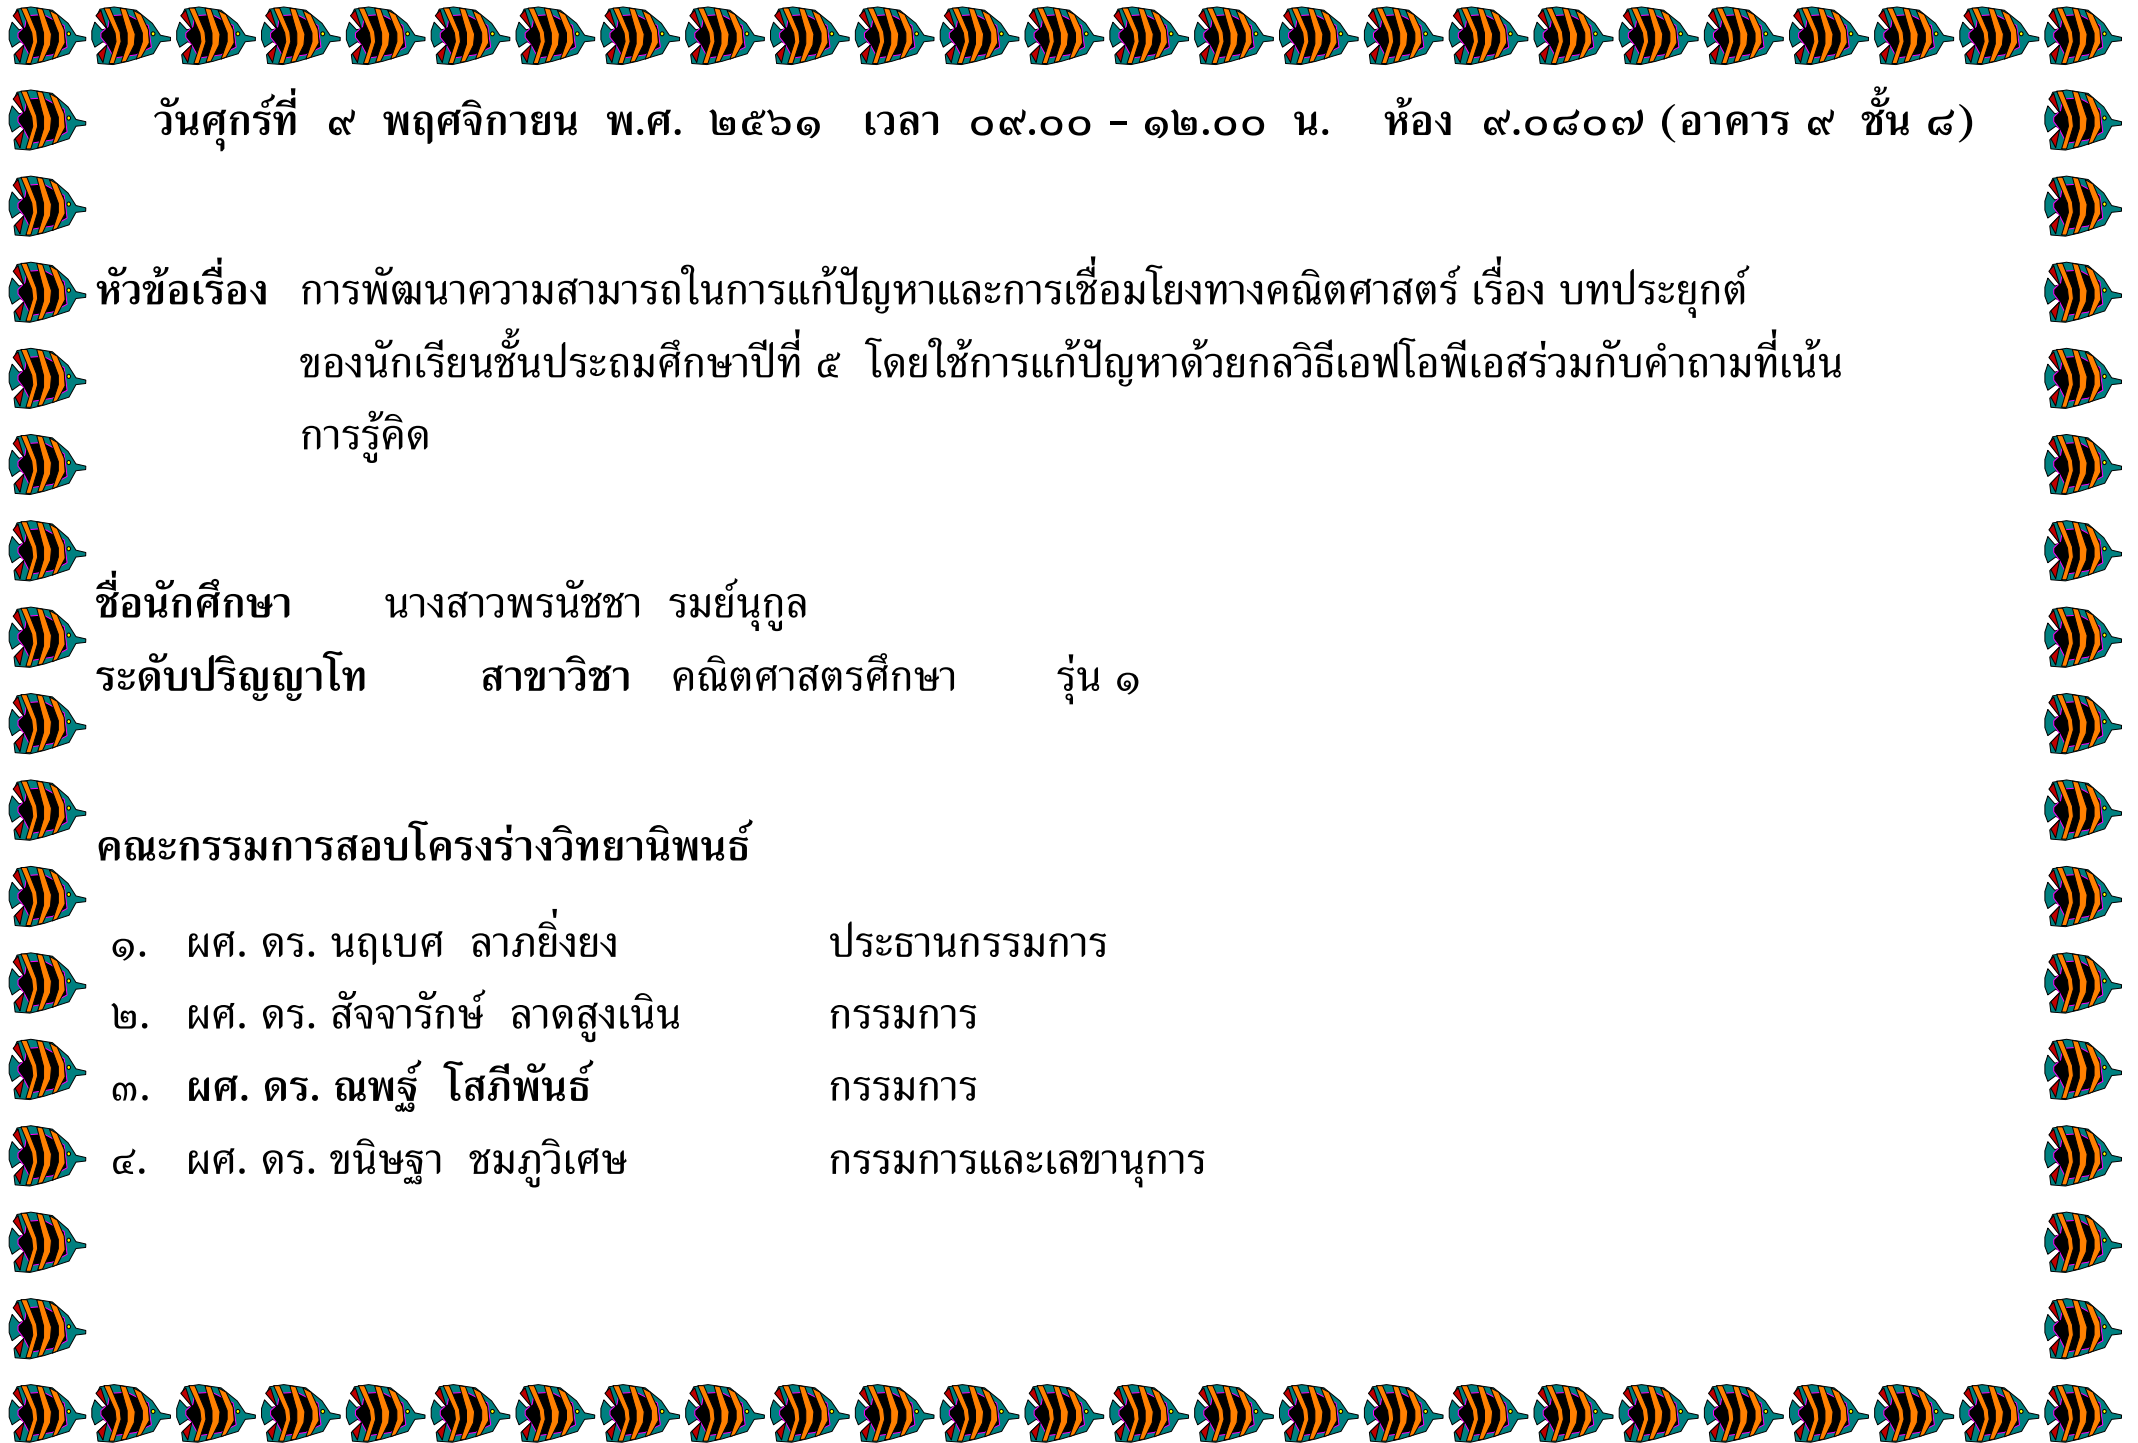 วันศุกร์ที่ ๙ พฤศจิกายน พ.ศ. ๒๕๖๑ เวลา ๐๙.๐๐ – ๑๒.๐๐ น. ห้อง ๙.๐๘๐๗ (อาคาร ๙ ชั้น ๘)
หัวข้อเรื่อง การพัฒนาความสามารถในการแก้ปัญหาและการเชื่อมโยงทางคณิตศาสตร์ เรื่อง บทประยุกต์
ของนักเรียนชั้นประถมศึกษาปีที่ ๕ โดยใช้การแก้ปัญหาด้วยกลวิธีเอฟโอพีเอสร่วมกับคำถามที่เน้น
การรู้คิด
ชื่อนักศึกษา นางสาวพรนัชชา รมย์นุกูล
ระดับปริญญาโท สาขาวิชา คณิตศาสตรศึกษา รุ่น ๑
คณะกรรมการสอบโครงร่างวิทยานิพนธ์
๑. ผศ. ดร. นฤเบศ ลาภยิ่งยง ประธานกรรมการ
๒. ผศ. ดร. สัจจารักษ์ ลาดสูงเนิน กรรมการ
๓. ผศ. ดร. ณพฐ์ โสภีพันธ์ กรรมการ
๔. ผศ. ดร. ขนิษฐา ชมภูวิเศษ กรรมการและเลขานุการ